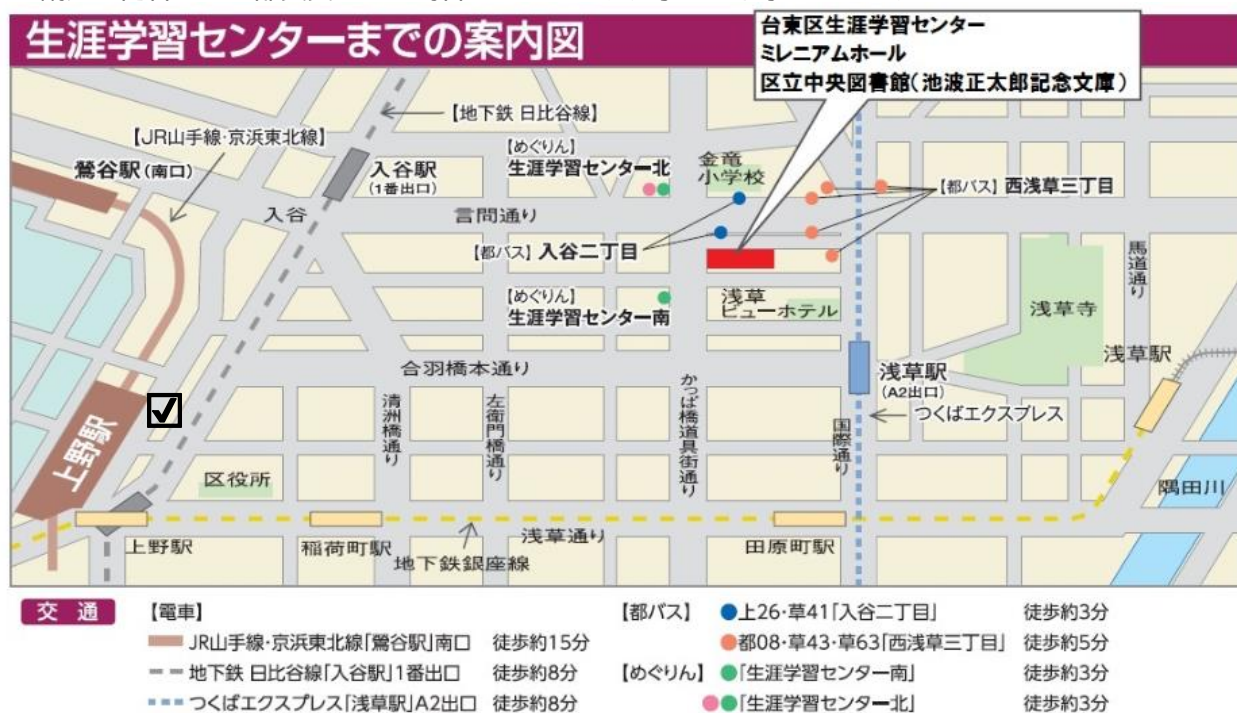 生涯学習センターまでの案内図
台東区生涯学習センター
ミレニアムホール
区立中央図書館(池波正太郎記念文庫)
【地下鉄 日比谷線】
【JR山手線・京浜東北線】
鶯谷駅(南口)
入谷駅
(1番出口)
【めぐりん】
生涯学習センター北
金竜
小学校
【都バス】西浅草三丁目
入谷
言問通り
【都バス】入谷二丁目
馬道通り
【めぐりん】
生涯学習センター南
浅草
ビューホテル
浅草寺
浅草駅
合羽橋本通り
浅草駅
(A2出口)
つくばエクスプレス
清洲橋通り
左衛門橋通り
かっぱ橋道具街通り
国際通り
上野駅
区役所
隅田川
上野駅
稲荷町駅
浅草通り
田原町駅
地下鉄銀座線
交通
【電車】
JR山手線・京浜東北線「鶯谷駅」南口 徒歩約15分
地下鉄 日比谷線「入谷駅」1番出口 徒歩約8分
つくばエクスプレス「浅草駅」A2出口 徒歩約8分
【都バス】 ●上26・草41「入谷二丁目」 徒歩約3分
●都08・草43・草63「西浅草三丁目」 徒歩約5分
【めぐりん】 ●「生涯学習センター南」 徒歩約3分
●●「生涯学習センター北」 徒歩約3分